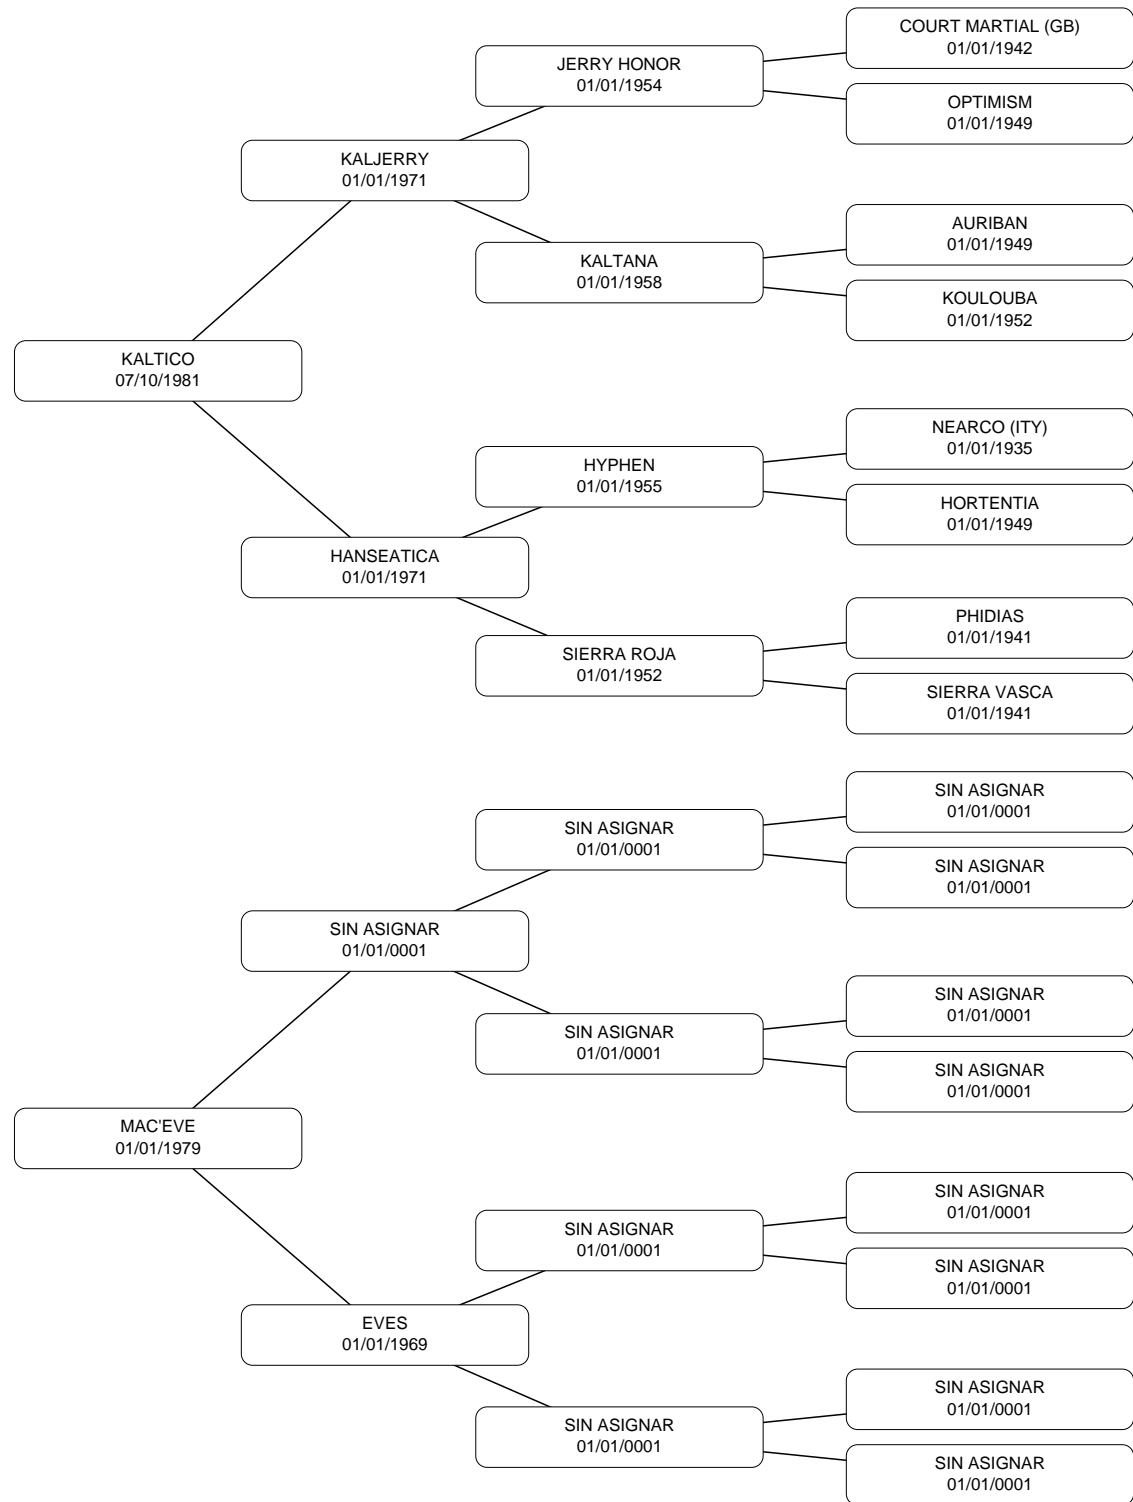 COURT MARTIAL (GB)
01/01/1942
JERRY HONOR
01/01/1954
OPTIMISM
01/01/1949
KALJERRY
01/01/1971
AURIBAN
01/01/1949
KALTANA
01/01/1958
KOULOUBA
01/01/1952
KALTICO
07/10/1981
NEARCO (ITY)
01/01/1935
HYPHEN
01/01/1955
HORTENTIA
01/01/1949
HANSEATICA
01/01/1971
PHIDIAS
01/01/1941
SIERRA ROJA
01/01/1952
SIERRA VASCA
01/01/1941
SIN ASIGNAR
01/01/0001
SIN ASIGNAR
01/01/0001
SIN ASIGNAR
01/01/0001
SIN ASIGNAR
01/01/0001
SIN ASIGNAR
01/01/0001
SIN ASIGNAR
01/01/0001
SIN ASIGNAR
01/01/0001
MAC'EVE
01/01/1979
SIN ASIGNAR
01/01/0001
SIN ASIGNAR
01/01/0001
SIN ASIGNAR
01/01/0001
EVES
01/01/1969
SIN ASIGNAR
01/01/0001
SIN ASIGNAR
01/01/0001
SIN ASIGNAR
01/01/0001